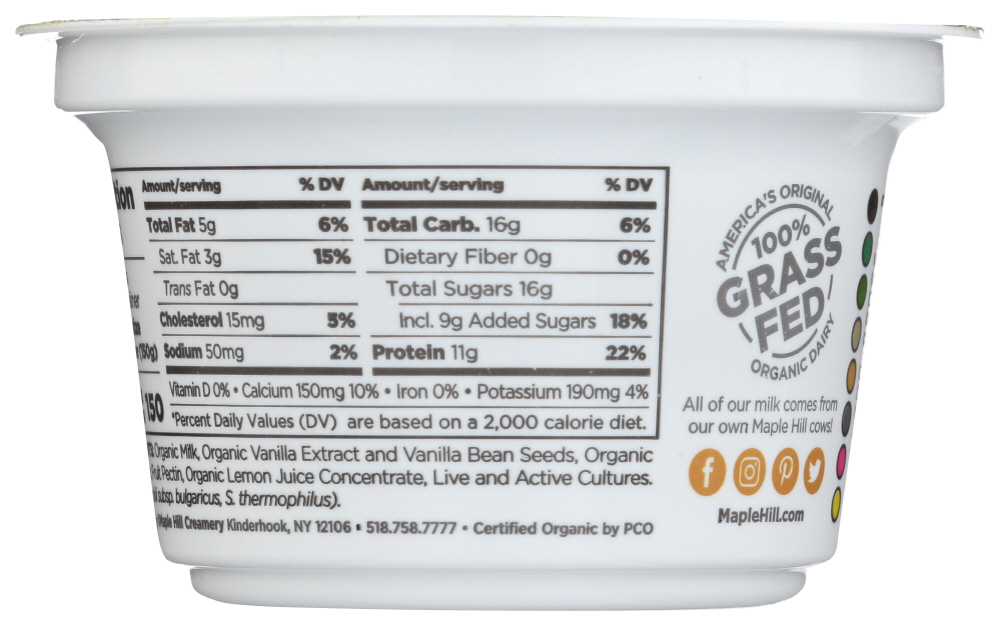 Amount/serving % DV Amount/serving % DV
Total Fat 5g 6% Total Carb. 16g 6%
Sat. Fat 3g 15% Dietary Fiber 0g 0%
Trans Fat 0g Total Sugars 16g
Cholesterol 15mg 5% Incl. 9g Added Sugars 18%
(150g) Sodium 50mg 2% Protein 11g 22%
150 Vitamin D 0% • Calcium 150mg 10% • Iron 0% • Potassium 190mg 4%
*Percent Daily Values (DV) are based on a 2,000 calorie diet.
Organic Milk, Organic Vanilla Extract and Vanilla Bean Seeds, Organic
Fruit Pectin, Organic Lemon Juice Concentrate, Live and Active Cultures.
subsp. bulgaricus, S. thermophilus).
Maple Hill Creamery Kinderhook, NY 12106 • 518.758.7777 • Certified Organic by PCO
AMERICA'S ORIGINAL
100%
GRASS
FED
ORGANIC DAIRY
All of our milk comes from
our own Maple Hill cows!
MapleHill.com